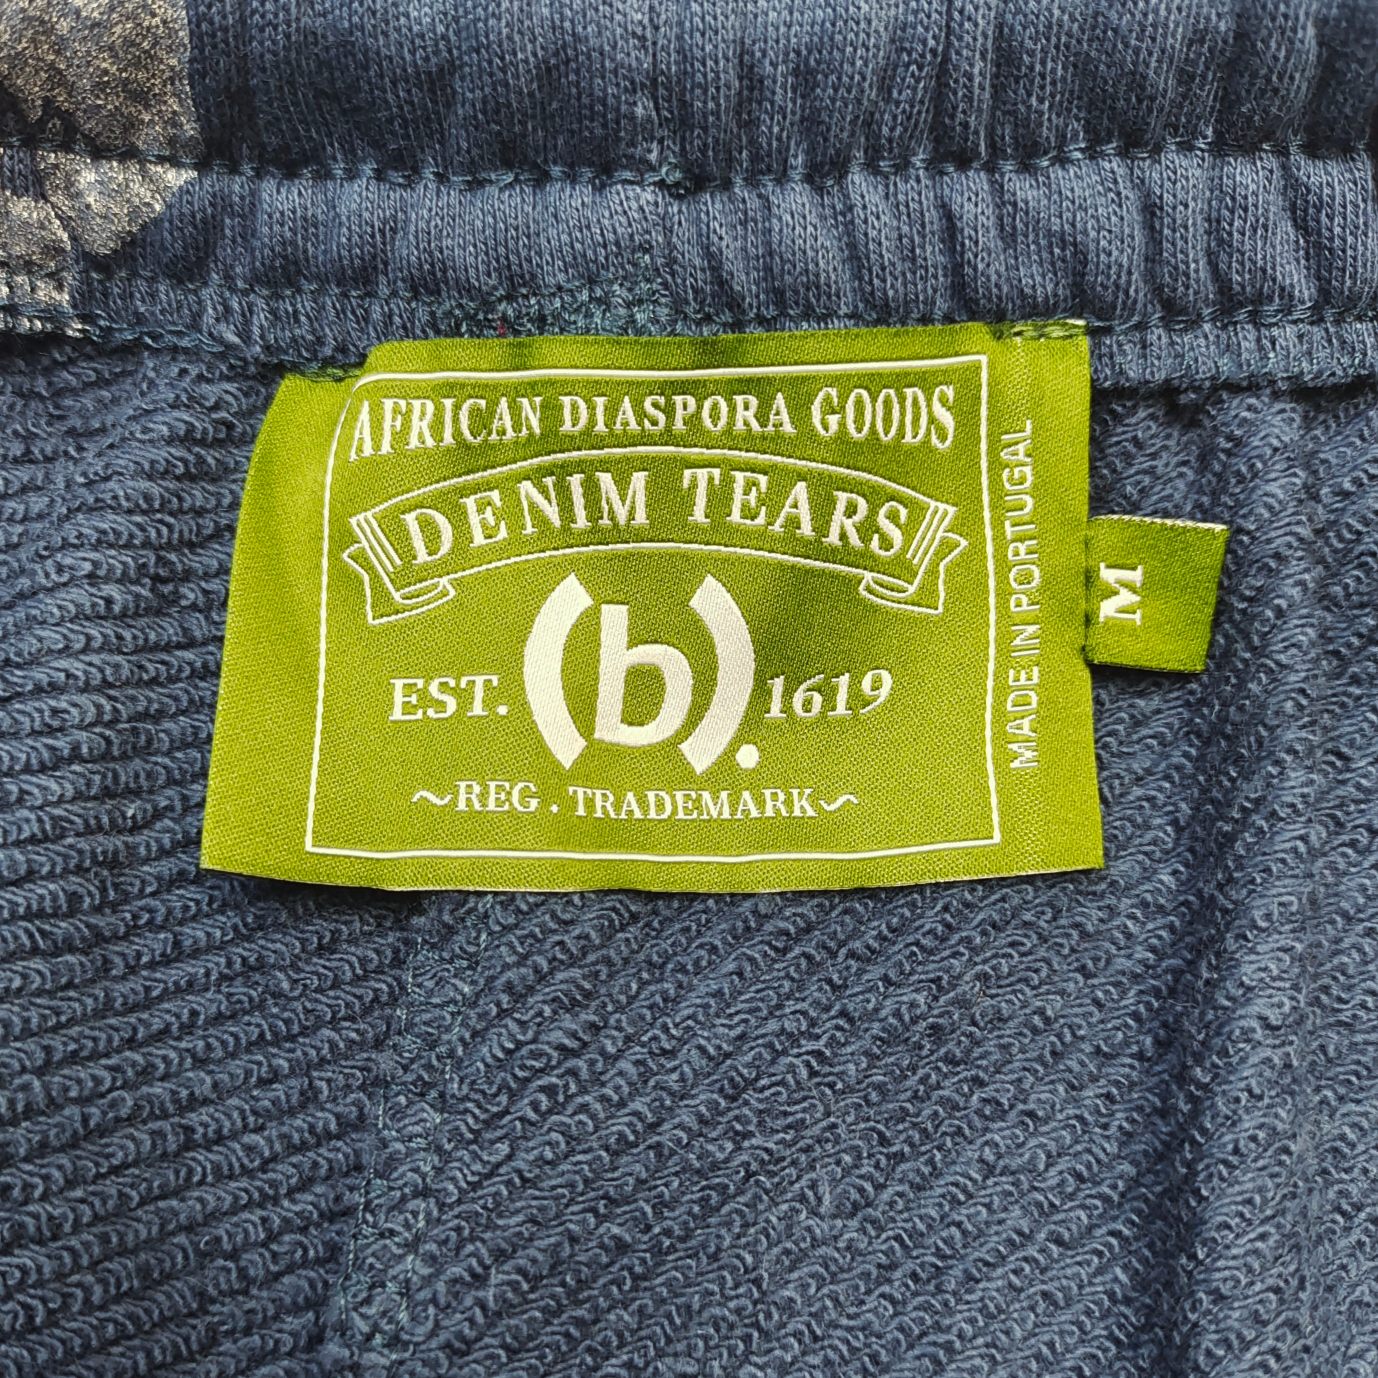 AFRICAN DIASPORA GOODS
DENIM TEARS
EST. (b). 1619
~REG . TRADEMARK~
MADE IN PORTUGAL
M